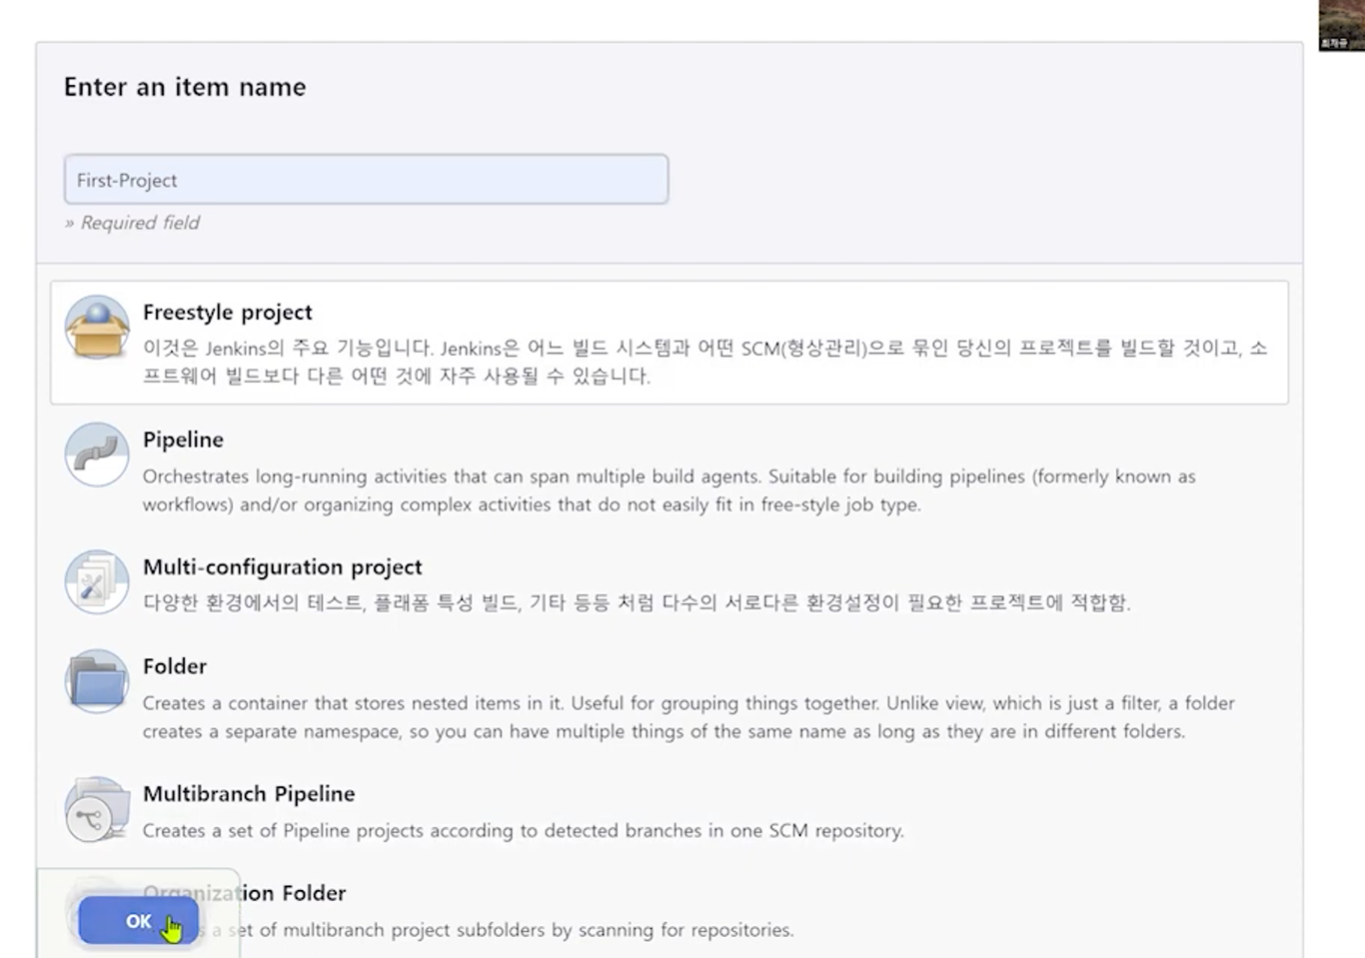 최재규
Enter an item name
First-Project
» Required field
Freestyle project
이것은 Jenkins의 주요 기능입니다. Jenkins은 어느 빌드 시스템과 어떤 SCM(형상관리)으로 묶인 당신의 프로젝트를 빌드할 것이고, 소
프트웨어 빌드보다 다른 어떤 것에 자주 사용될 수 있습니다.
Pipeline
Orchestrates long-running activities that can span multiple build agents. Suitable for building pipelines (formerly known as
workflows) and/or organizing complex activities that do not easily fit in free-style job type.
Multi-configuration project
다양한 환경에서의 테스트, 플래폼 특성 빌드, 기타 등등 처럼 다수의 서로다른 환경설정이 필요한 프로젝트에 적합함.
Folder
Creates a container that stores nested items in it. Useful for grouping things together. Unlike view, which is just a filter, a folder
creates a separate namespace, so you can have multiple things of the same name as long as they are in different folders.
Multibranch Pipeline
Creates a set of Pipeline projects according to detected branches in one SCM repository.
Organization Folder
a set of multibranch project subfolders by scanning for repositories.
OK